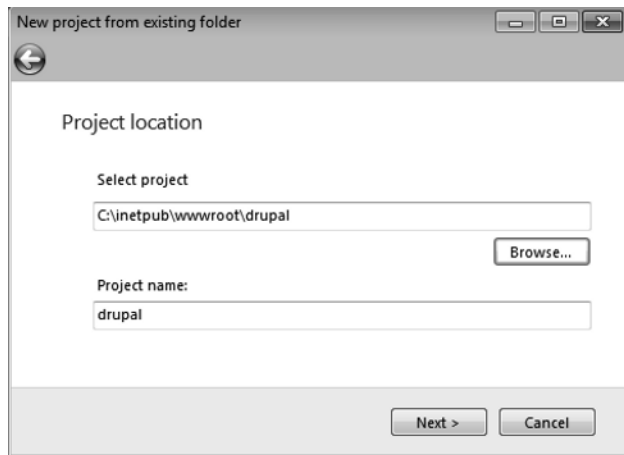 New project from existing folder
Project location
Select project
C:\inetpub\wwwroot\drupal
Browse...
Project name:
drupal
Next >
Cancel